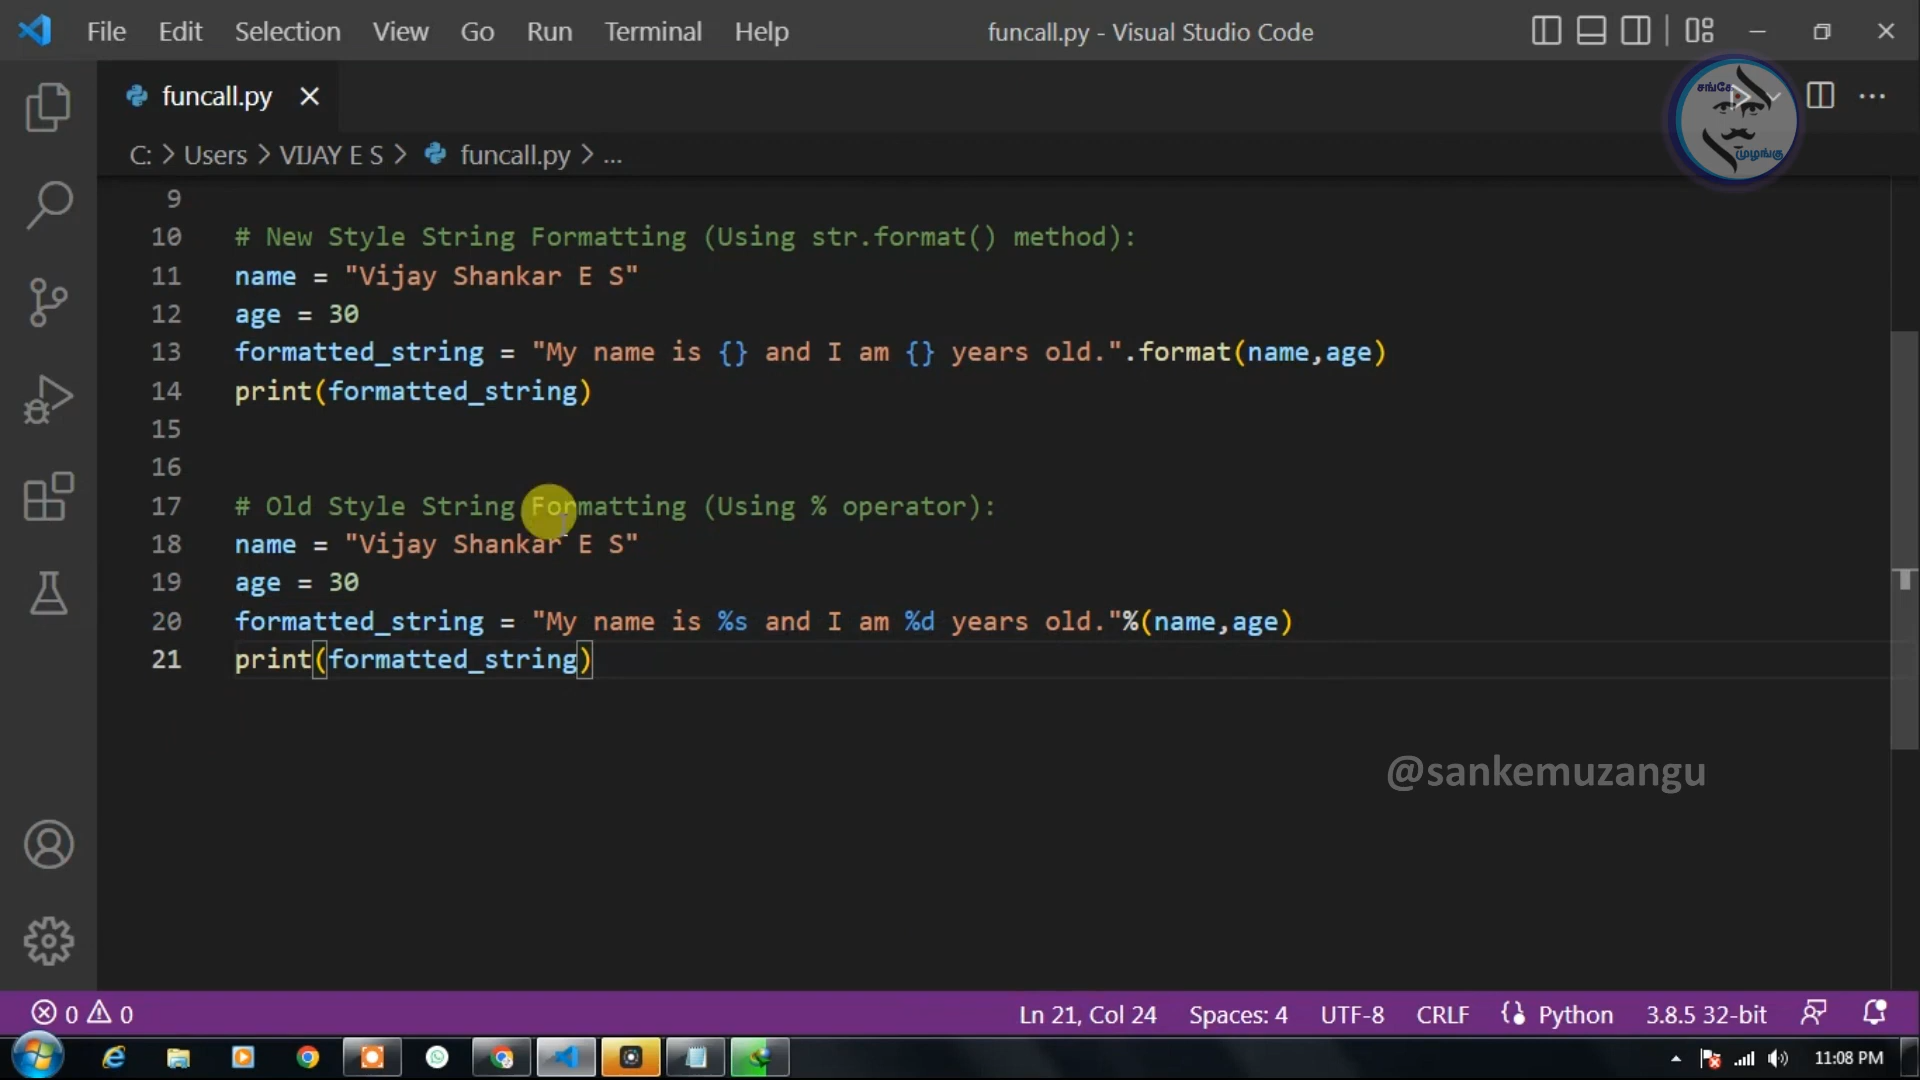 File Edit Selection View Go Run Terminal Help funcall.py - Visual Studio Code
funcall.py
சங்கே
முழங்கு
C: > Users > VIJAY E S > funcall.py > ...
9
10 # New Style String Formatting (Using str.format() method):
11 name = "Vijay Shankar E S"
12 age = 30
13 formatted_string = "My name is {} and I am {} years old.".format(name,age)
14 print(formatted_string)
15
16
17 # Old Style String Formatting (Using % operator):
18 name = "Vijay Shankar E S"
19 age = 30
20 formatted_string = "My name is %s and I am %d years old."%(name,age)
21 print(formatted_string)
@sankemuzangu
0 0 Ln 21, Col 24 Spaces: 4 UTF-8 CRLF Python 3.8.5 32-bit
11:08 PM